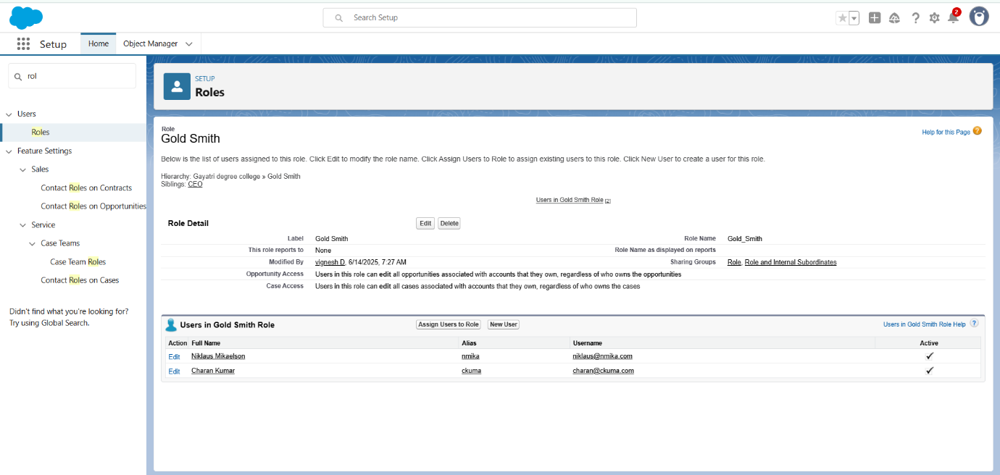 Search Setup
2
Setup
Home
Object Manager
rol
Users
Roles
Feature Settings
Sales
Contact Roles on Contracts
Contact Roles on Opportunities
Service
Case Teams
Case Team Roles
Contact Roles on Cases
Didn't find what you're looking for?
Try using Global Search.
SETUP
Roles
Role
Gold Smith
Help for this Page ?
Below is the list of users assigned to this role. Click Edit to modify the role name. Click Assign Users to Role to assign existing users to this role. Click New User to create a user for this role.
Hierarchy: Gayatri degree college » Gold Smith
Siblings: CEO
Users in Gold Smith Role [2]
Role Detail Edit Delete
Label Gold Smith Role Name Gold_Smith
This role reports to None Role Name as displayed on reports
Modified By vignesh D, 6/14/2025, 7:27 AM Sharing Groups Role, Role and Internal Subordinates
Opportunity Access Users in this role can edit all opportunities associated with accounts that they own, regardless of who owns the opportunities
Case Access Users in this role can edit all cases associated with accounts that they own, regardless of who owns the cases
Users in Gold Smith Role Assign Users to Role New User Users in Gold Smith Role Help ?
Action Full Name Alias Username Active
Edit Niklaus Mikaelson nmika niklaus@nmika.com
Edit Charan Kumar ckuma charan@ckuma.com